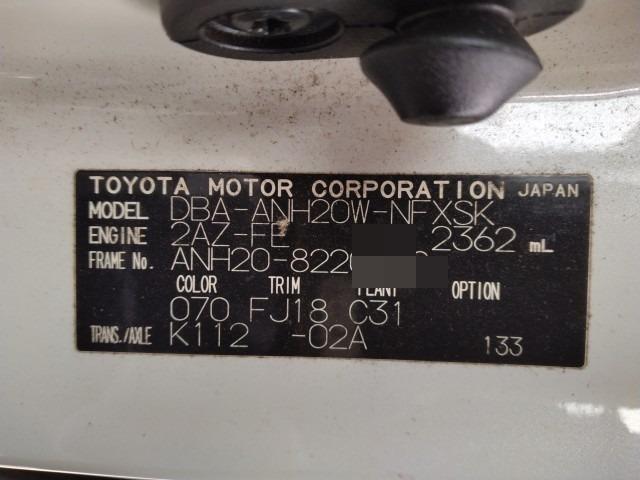 TOYOTA MOTOR CORPORATION JAPAN
MODEL DBA-ANH20W-NFXSK
ENGINE 2AZ-FE 2362 mL
FRAME No. ANH20-822
COLOR TRIM PLANT OPTION
070 FJ18 C31
TRANS./AXLE K112 -02A 133